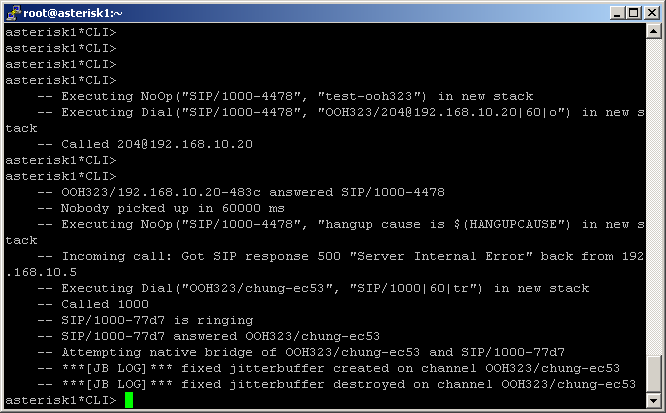 root@asterisk1:~
asterisk1*CLI>
asterisk1*CLI>
asterisk1*CLI>
asterisk1*CLI>
    -- Executing NoOp("SIP/1000-4478", "test-ooh323") in new stack
    -- Executing Dial("SIP/1000-4478", "OOH323/204@192.168.10.20|60|o") in new s
tack
    -- Called 204@192.168.10.20
asterisk1*CLI>
asterisk1*CLI>
    -- OOH323/192.168.10.20-483c answered SIP/1000-4478
    -- Nobody picked up in 60000 ms
    -- Executing NoOp("SIP/1000-4478", "hangup cause is $(HANGUPCAUSE") in new s
tack
    -- Incoming call: Got SIP response 500 "Server Internal Error" back from 192
.168.10.5
    -- Executing Dial("OOH323/chung-ec53", "SIP/1000|60|tr") in new stack
    -- Called 1000
    -- SIP/1000-77d7 is ringing
    -- SIP/1000-77d7 answered OOH323/chung-ec53
    -- Attempting native bridge of OOH323/chung-ec53 and SIP/1000-77d7
    -- ***[JB LOG]*** fixed jitterbuffer created on channel OOH323/chung-ec53
    -- ***[JB LOG]*** fixed jitterbuffer destroyed on channel OOH323/chung-ec53
asterisk1*CLI>